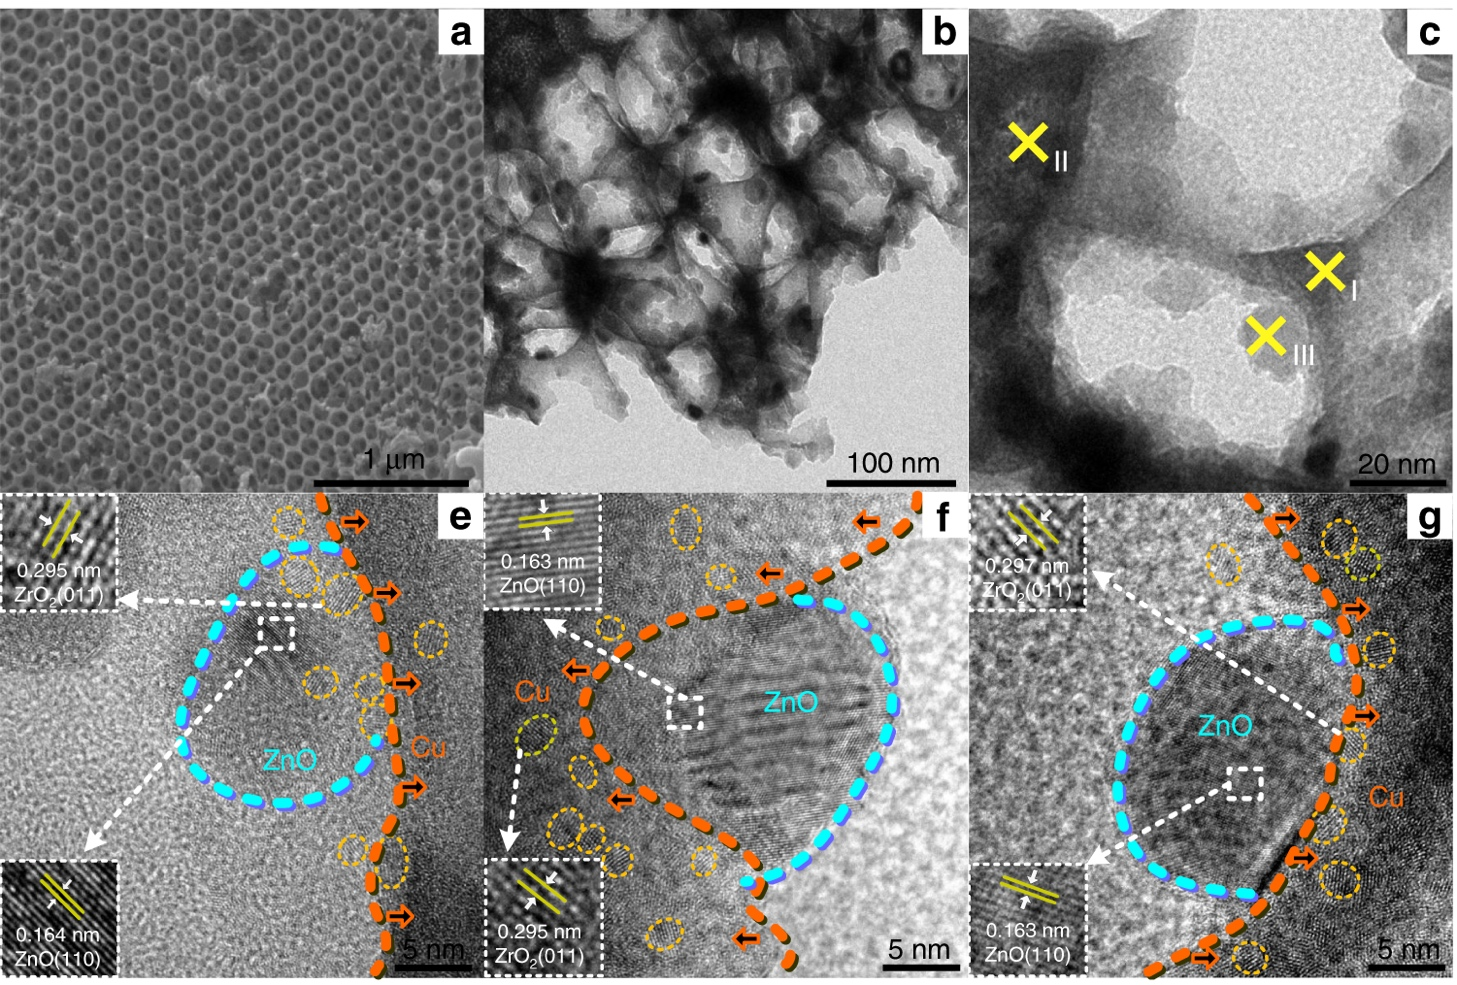 a
1 μm
b
100 nm
c
II
I
III
20 nm
e
0.295 nm
ZrO2(011)
ZnO
Cu
0.164 nm
ZnO(110)
5 nm
f
0.163 nm
ZnO(110)
Cu
ZnO
0.295 nm
ZrO2(011)
5 nm
g
0.297 nm
ZrO2(011)
ZnO
Cu
0.163 nm
ZnO(110)
5 nm